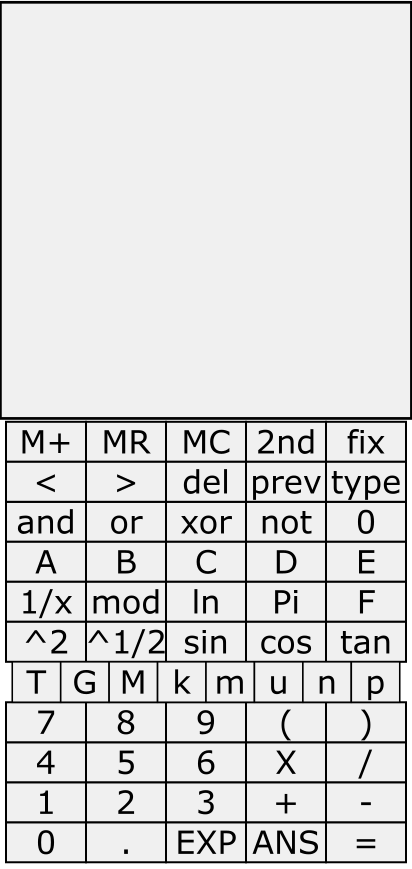 M+ MR MC 2nd fix
< > del prev type
and or xor not 0
A B C D E
1/x mod ln Pi F
^2 ^1/2 sin cos tan
T G M k m u n p
7 8 9 ( )
4 5 6 X /
1 2 3 + -
0 . EXP ANS =